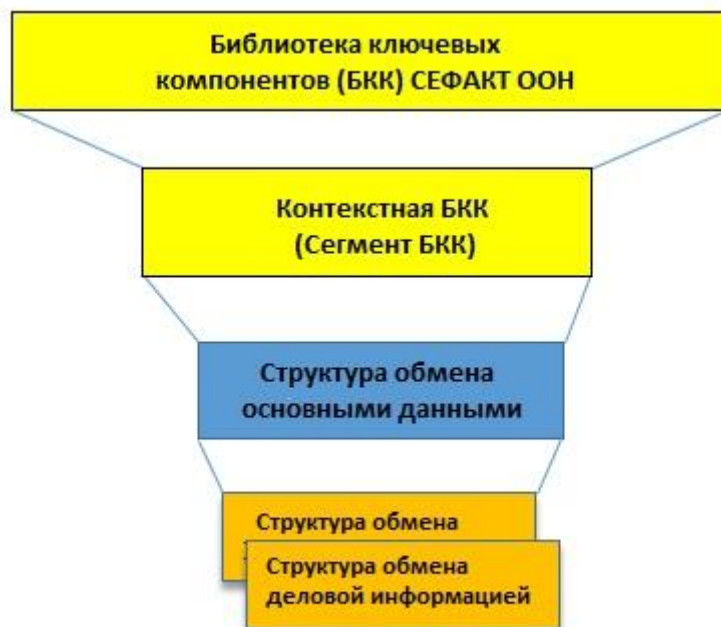 Библиотека ключевых
компонентов (БКК) СЕФАКТ ООН
Контекстная БКК
(Сегмент БКК)
Структура обмена
основными данными
Структура обмена
Структура обмена
деловой информацией